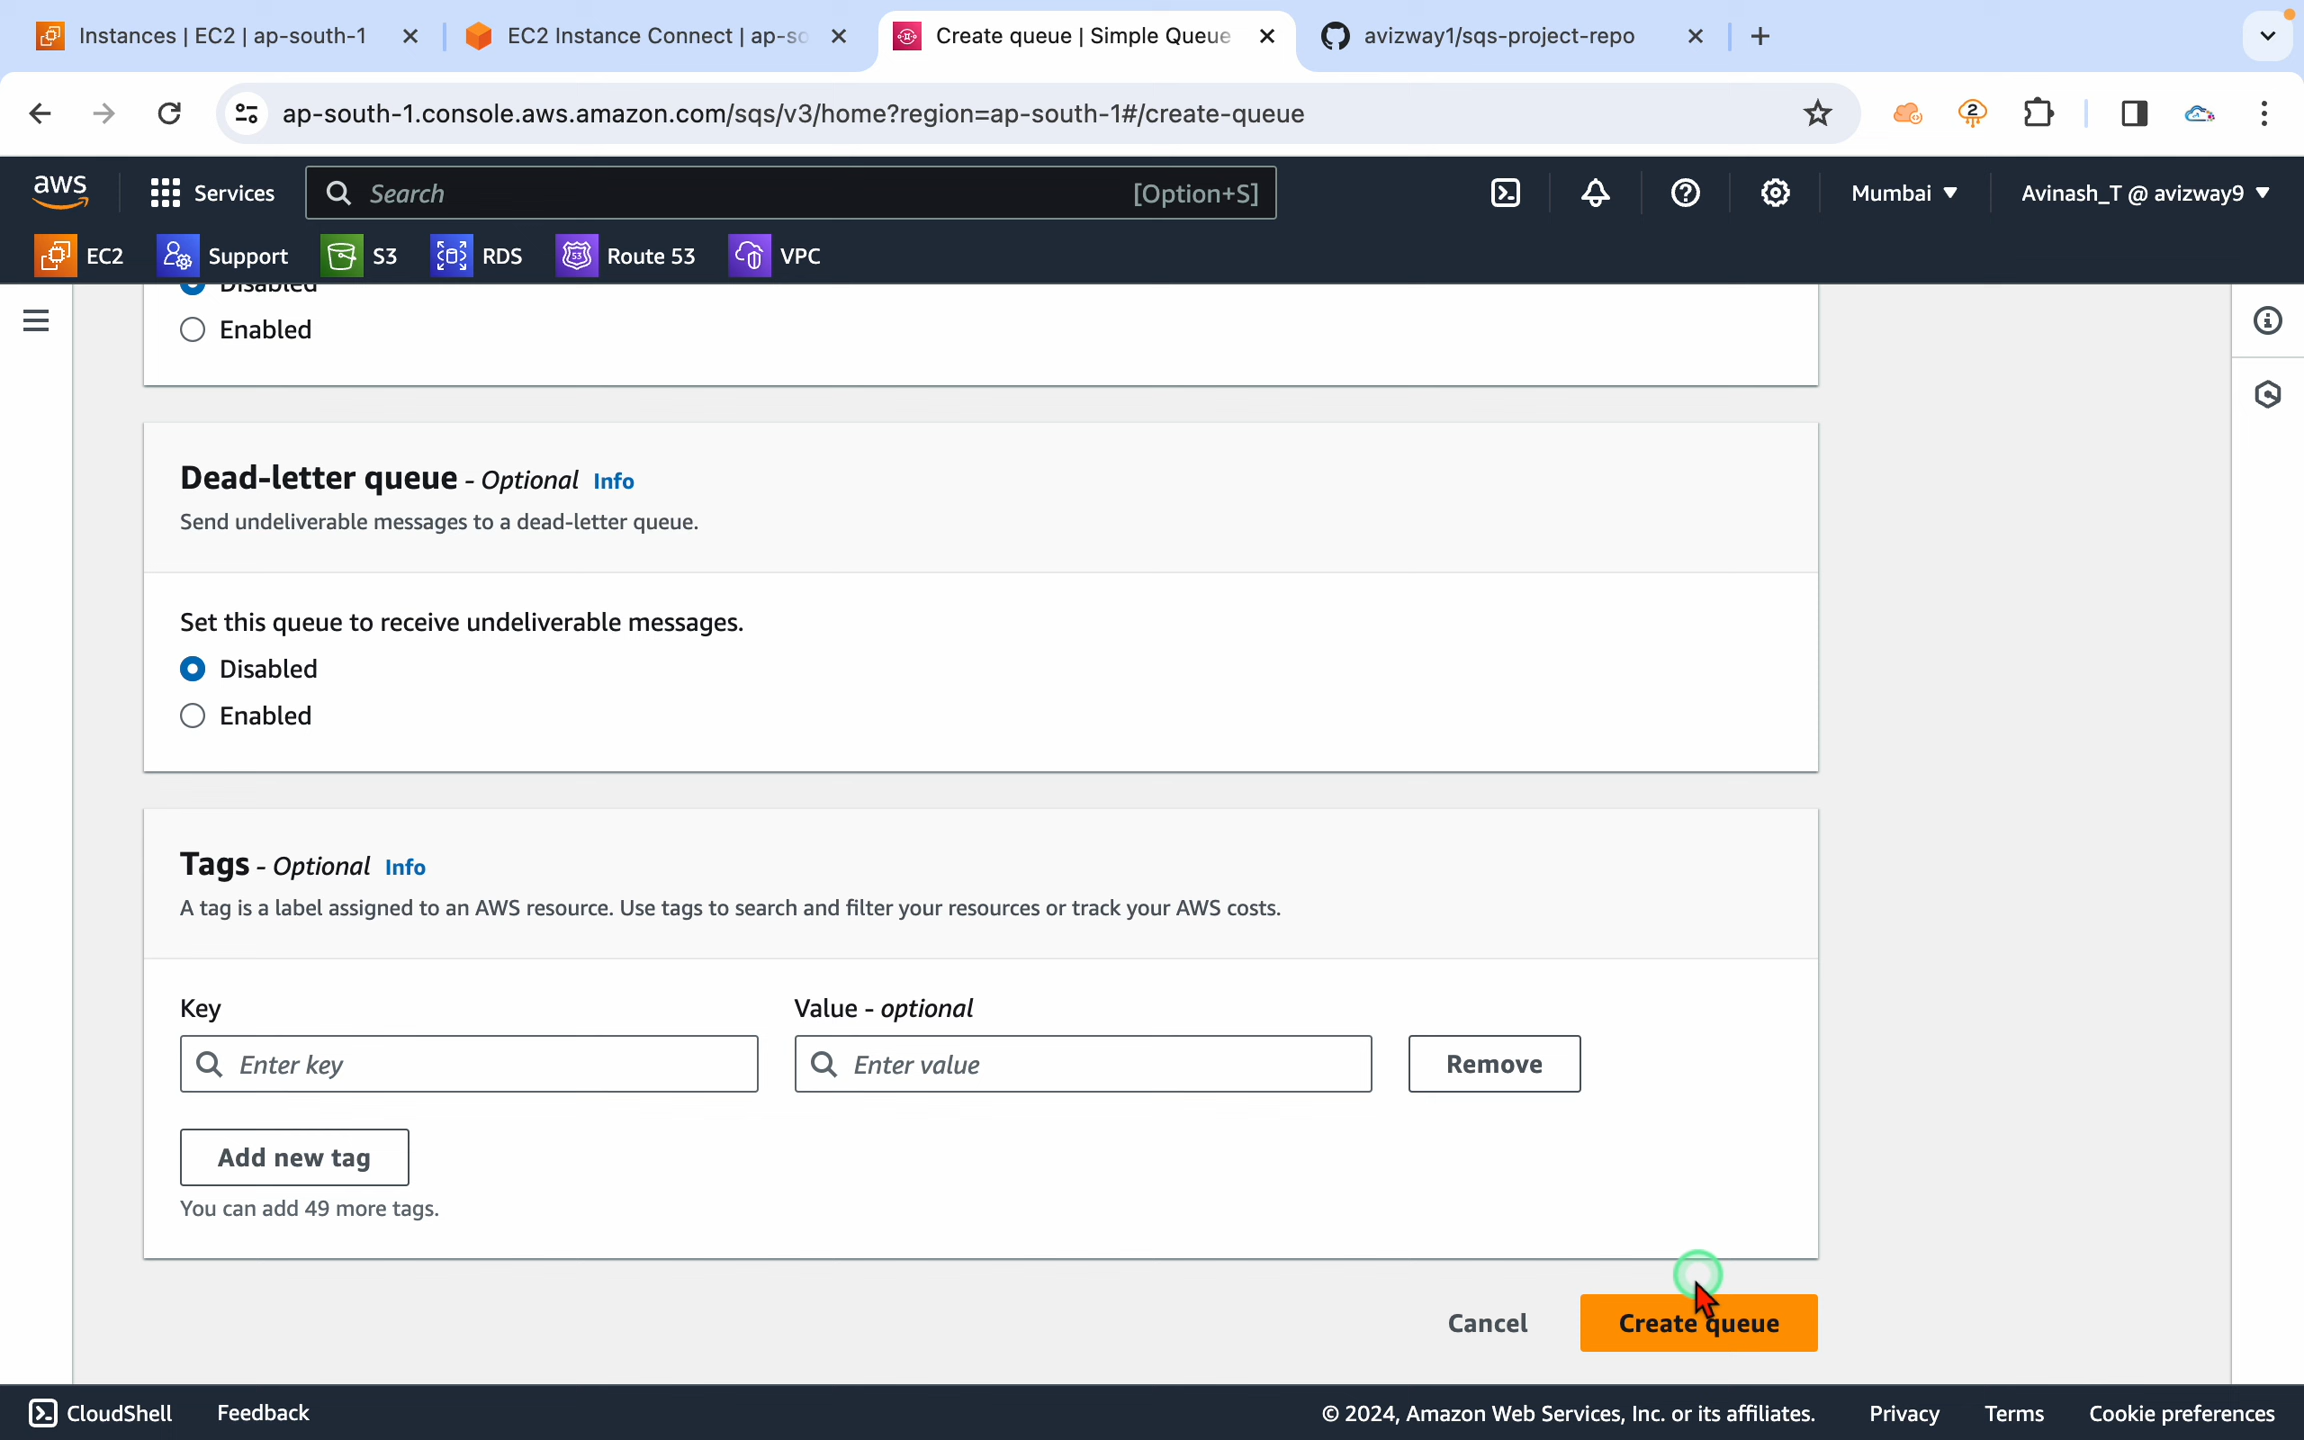 Instances | EC2 | ap-south-1
EC2 Instance Connect | ap-so
Create queue | Simple Queue
avizway1/sqs-project-repo
ap-south-1.console.aws.amazon.com/sqs/v3/home?region=ap-south-1#/create-queue
2
aws
Services
Search
[Option+S]
Mumbai
Avinash_T @ avizway9
EC2
Support
S3
RDS
53
Route 53
VPC
Disabled
Enabled
Dead-letter queue - Optional Info
Send undeliverable messages to a dead-letter queue.
Set this queue to receive undeliverable messages.
Disabled
Enabled
Tags - Optional Info
A tag is a label assigned to an AWS resource. Use tags to search and filter your resources or track your AWS costs.
Key
Value - optional
Enter key
Enter value
Remove
Add new tag
You can add 49 more tags.
Cancel
Create queue
CloudShell
Feedback
© 2024, Amazon Web Services, Inc. or its affiliates.
Privacy
Terms
Cookie preferences